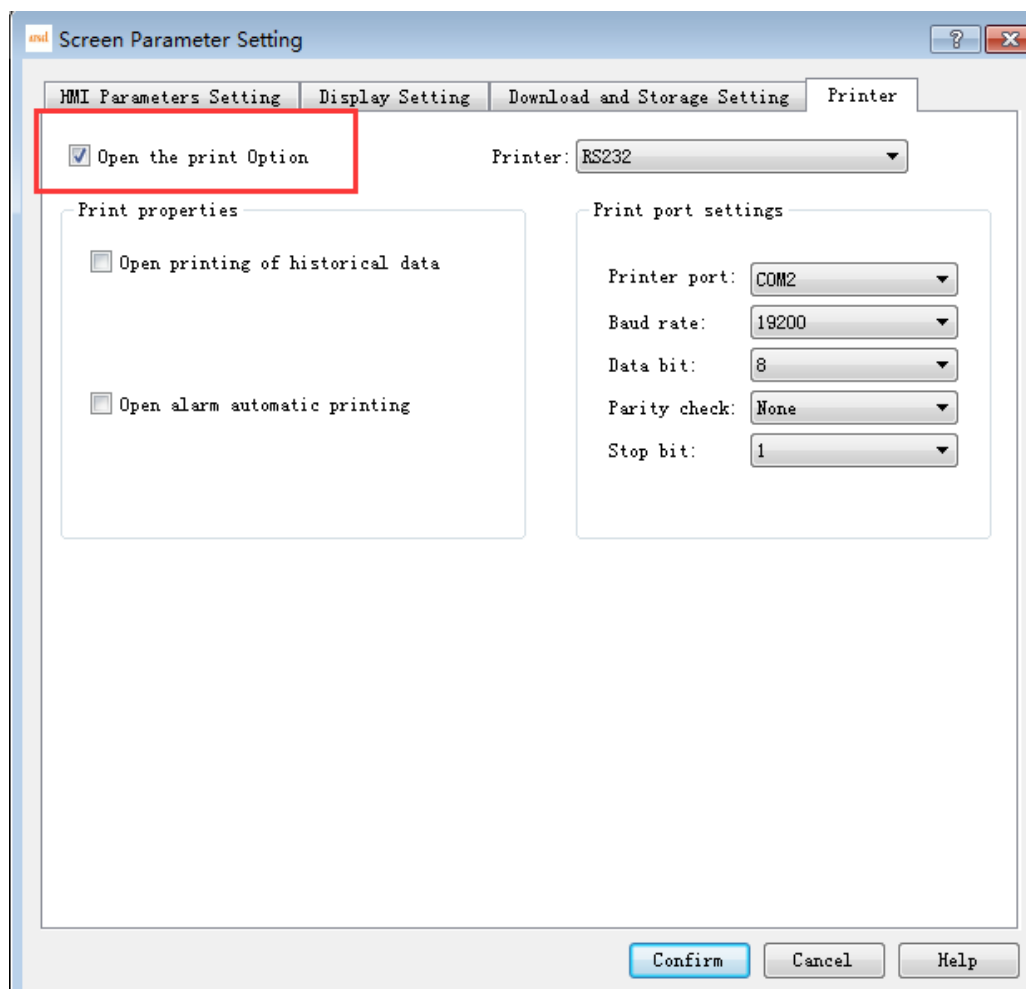 Screen Parameter Setting
HMI Parameters Setting Display Setting Download and Storage Setting Printer
Open the print Option Printer: RS232
Print properties Print port settings
Open printing of historical data
Printer port: COM2
Baud rate: 19200
Data bit: 8
Open alarm automatic printing
Parity check: None
Stop bit: 1
Confirm Cancel Help